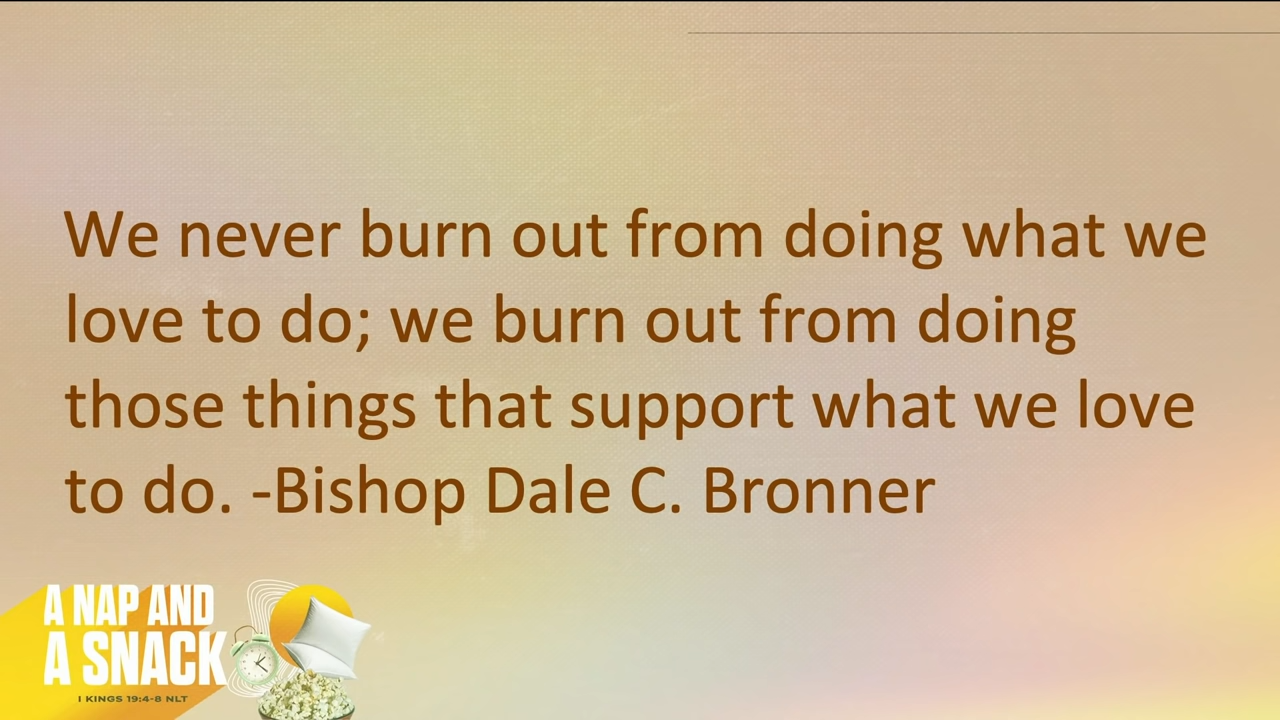 We never burn out from doing what we
love to do; we burn out from doing
those things that support what we love
to do. -Bishop Dale C. Bronner
A NAP AND
A SNACK
I KINGS 19:4-8 NLT